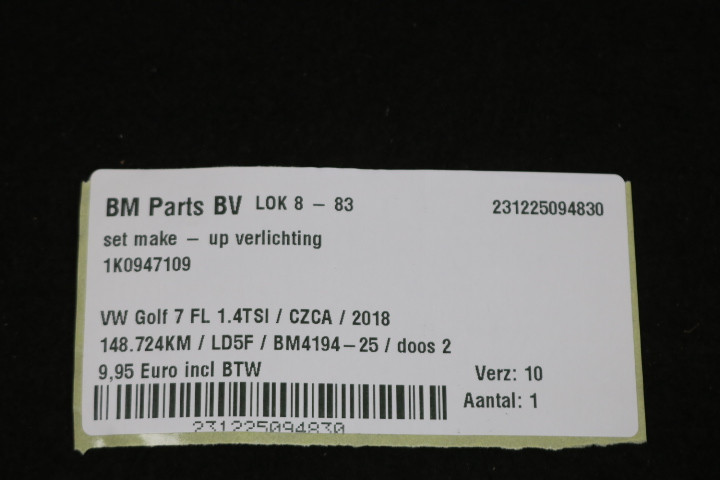 BM Parts BV LOK 8 – 83 231225094830
set make – up verlichting
1K0947109
VW Golf 7 FL 1.4TSI / CZCA / 2018
148.724KM / LD5F / BM4194–25 / doos 2
9,95 Euro incl BTW Verz: 10
Aantal: 1
231225094830